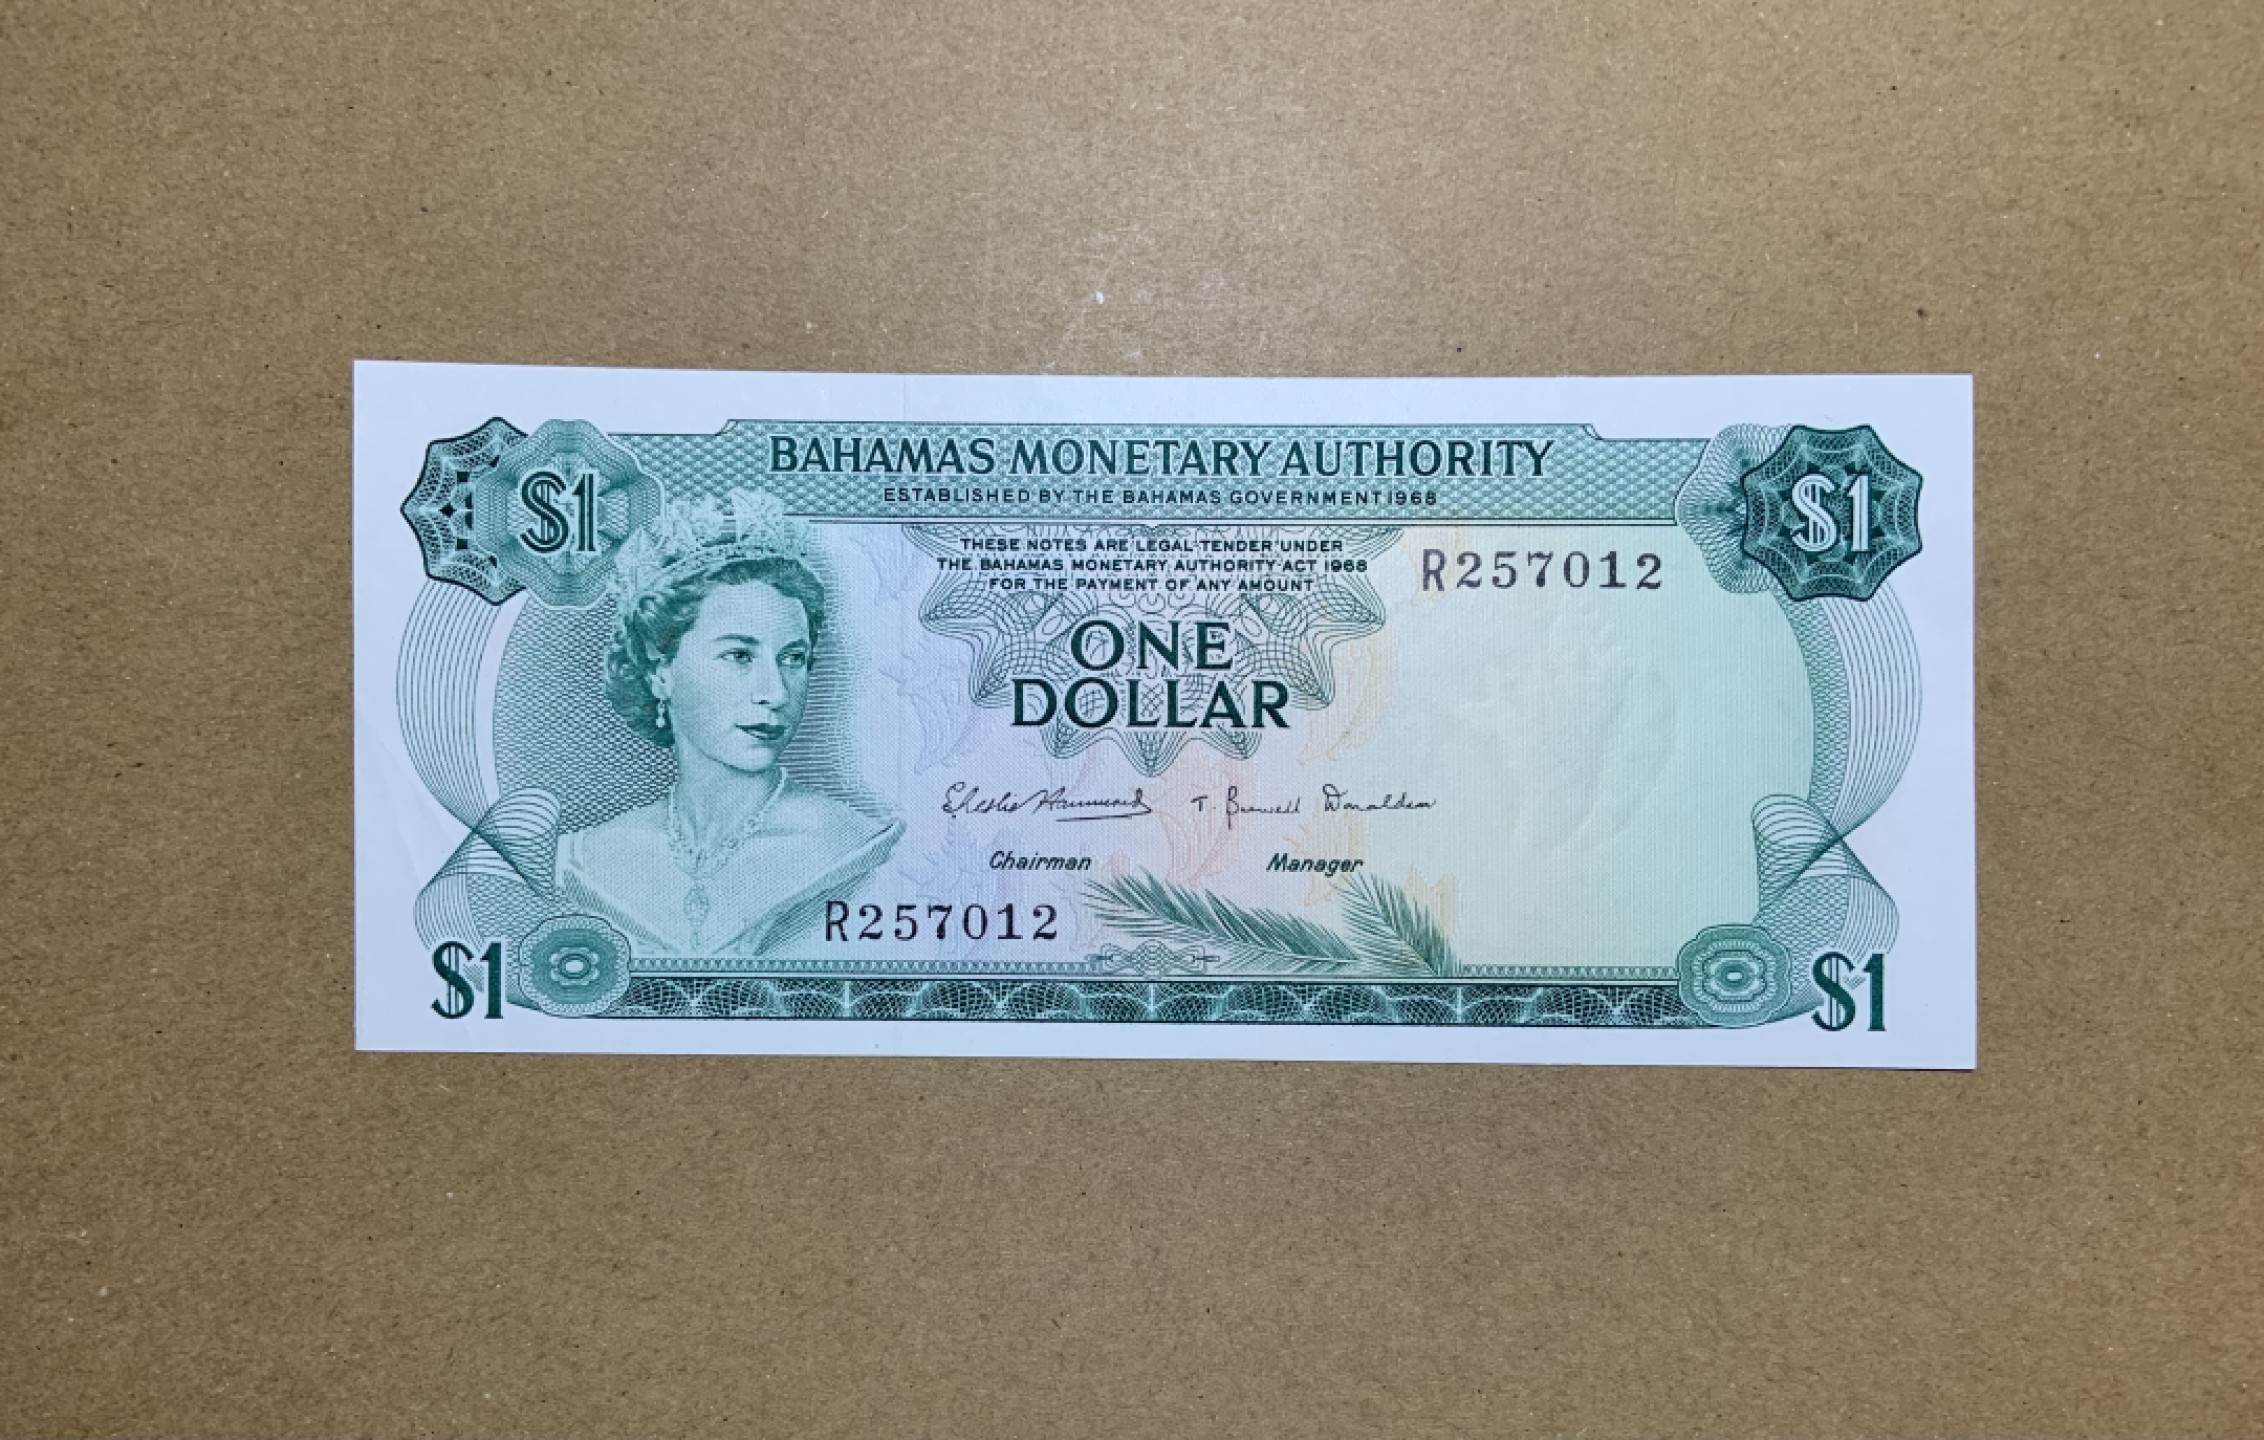 BAHAMAS MONETARY AUTHORITY
ESTABLISHED BY THE BAHAMAS GOVERNMENT 1968
$1
$1
THESE NOTES ARE LEGAL TENDER UNDER
THE BAHAMAS MONETARY AUTHORITY ACT 1968
FOR THE PAYMENT OF ANY AMOUNT
R257012
ONE
DOLLAR
T. Donaldson
Chairman Manager
R257012
$1
$1